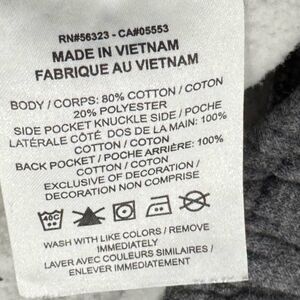 RN#56323 - CA#05553
MADE IN VIETNAM
FABRIQUE AU VIETNAM
BODY / CORPS: 80% COTTON / COTON
20% POLYESTER
SIDE POCKET KNUCKLE SIDE / POCHE
LATÉRALE CÔTÉ DOS DE LA MAIN: 100%
COTTON / COTON
BACK POCKET / POCHE ARRIÈRE: 100%
COTTON / COTON
EXCLUSIVE OF DECORATION /
DECORATION NON COMPRISE
40C
WASH WITH LIKE COLORS / REMOVE
IMMEDIATELY
LAVER AVEC COULEURS SIMILAIRES /
ENLEVER IMMEDIATEMENT